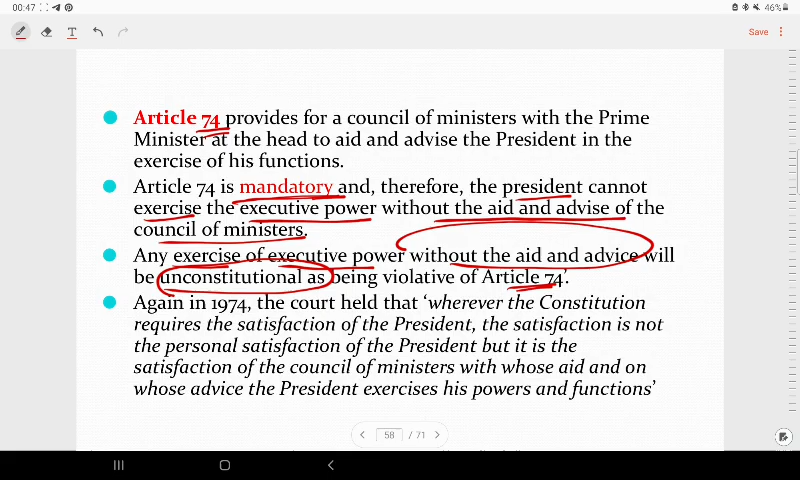 00:47
46%
T
Save
Article 74 provides for a council of ministers with the Prime
Minister at the head to aid and advise the President in the
exercise of his functions.
Article 74 is mandatory and, therefore, the president cannot
exercise the executive power without the aid and advise of the
council of ministers.
Any exercise of executive power without the aid and advice will
be unconstitutional as being violative of Article 74'.
Again in 1974, the court held that 'wherever the Constitution
requires the satisfaction of the President, the satisfaction is not
the personal satisfaction of the President but it is the
satisfaction of the council of ministers with whose aid and on
whose advice the President exercises his powers and functions'
58 / 71